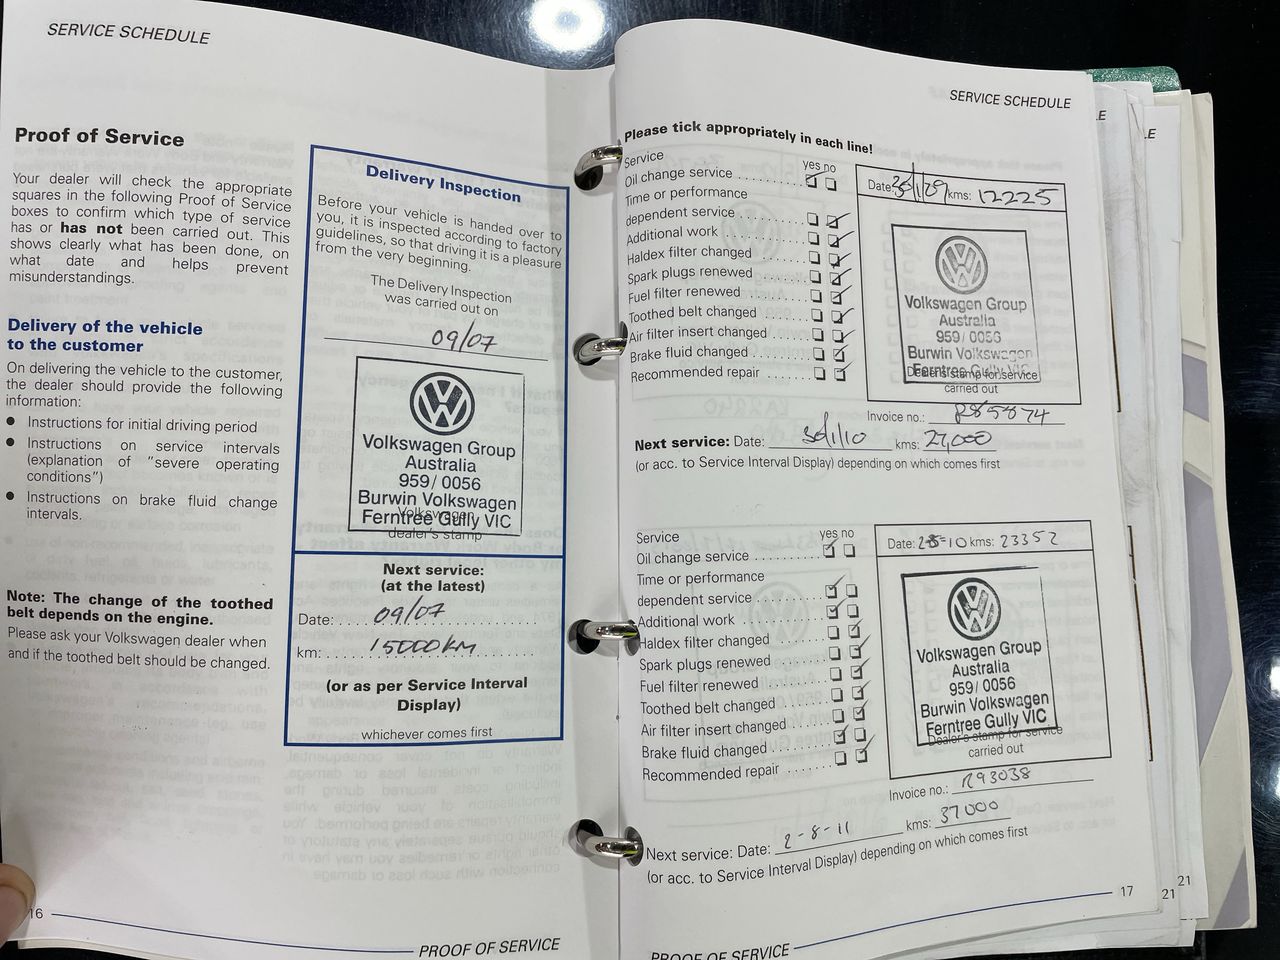 SERVICE SCHEDULE
Proof of Service
Your dealer will check the appropriate
squares in the following Proof of Service
boxes to confirm which type of service
has or has not been carried out. This
shows clearly what has been done, on
what date and helps prevent
misunderstandings.
Delivery of the vehicle
to the customer
On delivering the vehicle to the customer,
the dealer should provide the following
information:
● Instructions for initial driving period
● Instructions on service intervals
(explanation of "severe operating
conditions")
● Instructions on brake fluid change
intervals.
Note: The change of the toothed
belt depends on the engine.
Please ask your Volkswagen dealer when
and if the toothed belt should be changed.
16
Delivery Inspection
Before your vehicle is handed over to
you, it is inspected according to factory
guidelines, so that driving it is a pleasure
from the very beginning.
The Delivery Inspection
was carried out on
09/07
Volkswagen Group
Australia
959/0056
Burwin Volkswagen
Ferntree Gully VIC
Volkswagen
dealer's stamp
Next service:
(at the latest)
Date: 09/07
km: 15000km
(or as per Service Interval
Display)
whichever comes first
PROOF OF SERVICE
SERVICE SCHEDULE
Please tick appropriately in each line!
Service yes no
Oil change service
Time or performance
dependent service
Additional work
Haldex filter changed
Spark plugs renewed
Fuel filter renewed
Toothed belt changed
Air filter insert changed
Brake fluid changed
Recommended repair
Date: kms: 12225
Volkswagen Group
Australia
959/0056
Burwin Volkswagen
Ferntree Gully VIC
Dealer's stamp for service
carried out
Invoice no.:
Next service: Date: 30/1/10 kms: 27,000
(or acc. to Service Interval Display) depending on which comes first
Service yes no
Oil change service
Time or performance
dependent service
Additional work
Haldex filter changed
Spark plugs renewed
Fuel filter renewed
Toothed belt changed
Air filter insert changed
Brake fluid changed
Recommended repair
Date: 2-8-10 kms: 23352
Volkswagen Group
Australia
959/0056
Burwin Volkswagen
Ferntree Gully VIC
Dealer's stamp for service
carried out
Invoice no.: R93038
Next service: Date: 2-8-11 kms: 37000
(or acc. to Service Interval Display) depending on which comes first
17
PROOF OF SERVICE
LE
LE
21
21